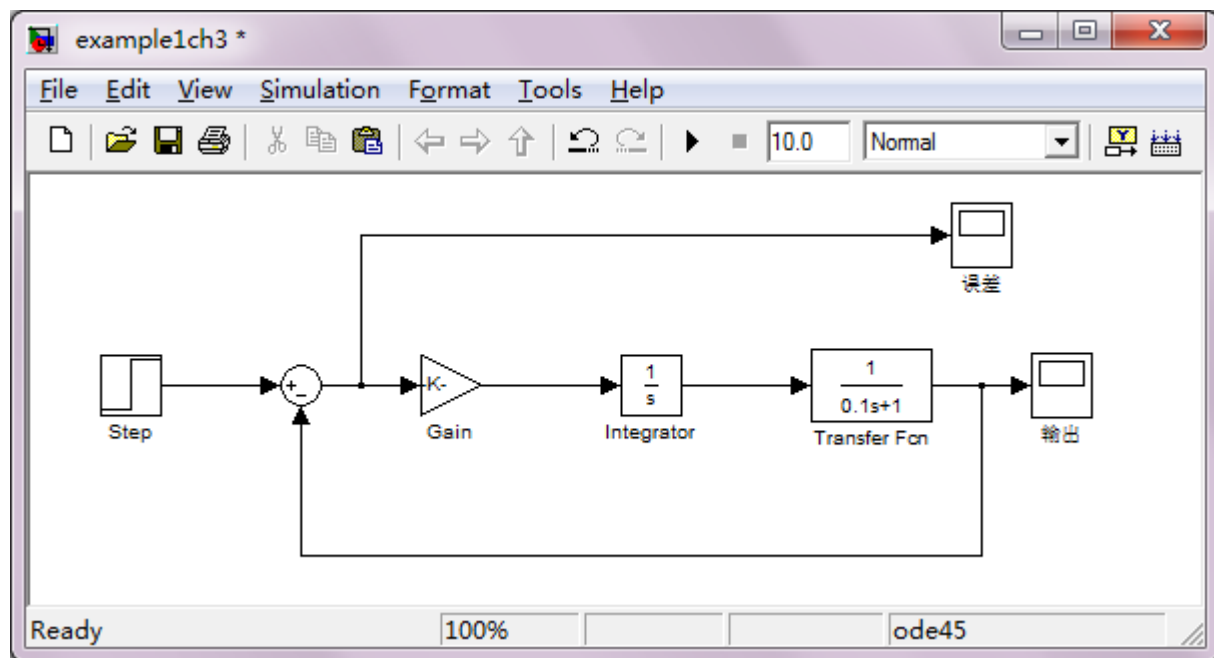 example1ch3 *
File Edit View Simulation Format Tools Help
10.0 Normal
误差
Step
+
-
K-
Gain
1
s
Integrator
1
0.1s+1
Transfer Fcn
输出
Ready 100% ode45